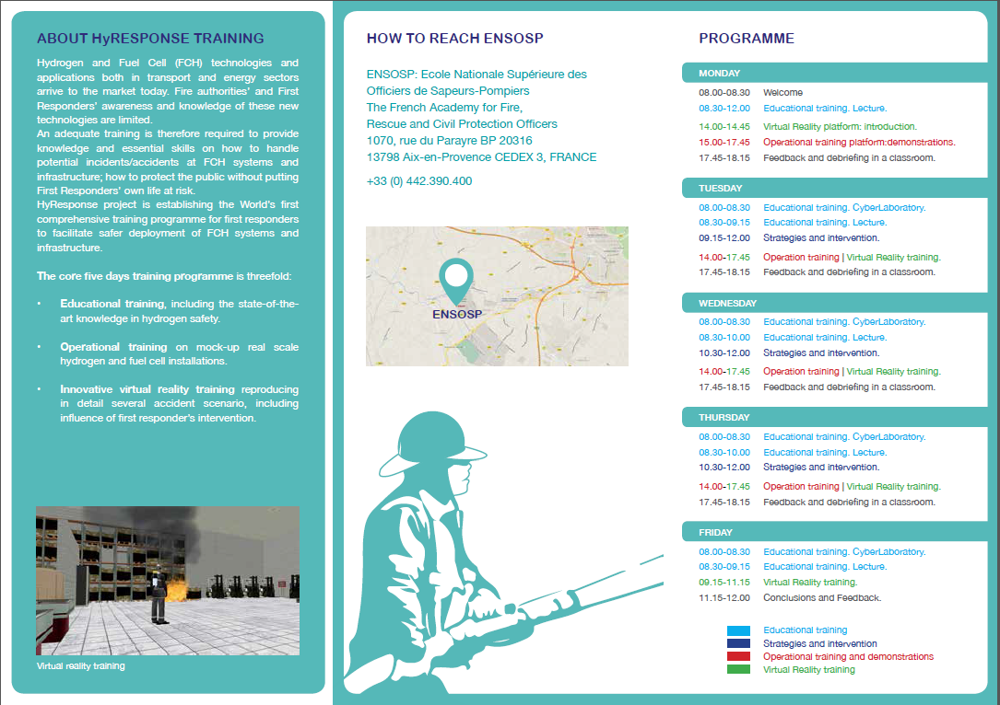 ABOUT HyRESPONSE TRAINING
Hydrogen and Fuel Cell (FCH) technologies and
applications both in transport and energy sectors
arrive to the market today. Fire authorities' and First
Responders' awareness and knowledge of these new
technologies are limited.
An adequate training is therefore required to provide
knowledge and essential skills on how to handle
potential incidents/accidents at FCH systems and
infrastructure; how to protect the public without putting
First Responders' own life at risk.
HyResponse project is establishing the World's first
comprehensive training programme for first responders
to facilitate safer deployment of FCH systems and
infrastructure.
The core five days training programme is threefold:
• Educational training, including the state-of-the-
art knowledge in hydrogen safety.
• Operational training on mock-up real scale
hydrogen and fuel cell installations.
• Innovative virtual reality training reproducing
in detail several accident scenario, including
influence of first responder's intervention.
Virtual reality training
HOW TO REACH ENSOSP
ENSOSP: Ecole Nationale Supérieure des
Officiers de Sapeurs-Pompiers
The French Academy for Fire,
Rescue and Civil Protection Officers
1070, rue du Parayre BP 20316
13798 Aix-en-Provence CEDEX 3, FRANCE
+33 (0) 442.390.400
ENSOSP
PROGRAMME
MONDAY
08.00-08.30 Welcome
08.30-12.00 Educational training. Lecture.
14.00-14.45 Virtual Reality platform: introduction.
15.00-17.45 Operational training platform:demonstrations.
17.45-18.15 Feedback and debriefing in a classroom.
TUESDAY
08.00-08.30 Educational training. CyberLaboratory.
08.30-09.15 Educational training. Lecture.
09.15-12.00 Strategies and intervention.
14.00-17.45 Operation training | Virtual Reality training.
17.45-18.15 Feedback and debriefing in a classroom.
WEDNESDAY
08.00-08.30 Educational training. CyberLaboratory.
08.30-10.00 Educational training. Lecture.
10.30-12.00 Strategies and intervention.
14.00-17.45 Operation training | Virtual Reality training.
17.45-18.15 Feedback and debriefing in a classroom.
THURSDAY
08.00-08.30 Educational training. CyberLaboratory.
08.30-10.00 Educational training. Lecture.
10.30-12.00 Strategies and intervention.
14.00-17.45 Operation training | Virtual Reality training.
17.45-18.15 Feedback and debriefing in a classroom.
FRIDAY
08.00-08.30 Educational training. CyberLaboratory.
08.30-09.15 Educational training. Lecture.
09.15-11.15 Virtual Reality training.
11.15-12.00 Conclusions and Feedback.
Educational training
Strategies and intervention
Operational training and demonstrations
Virtual Reality training